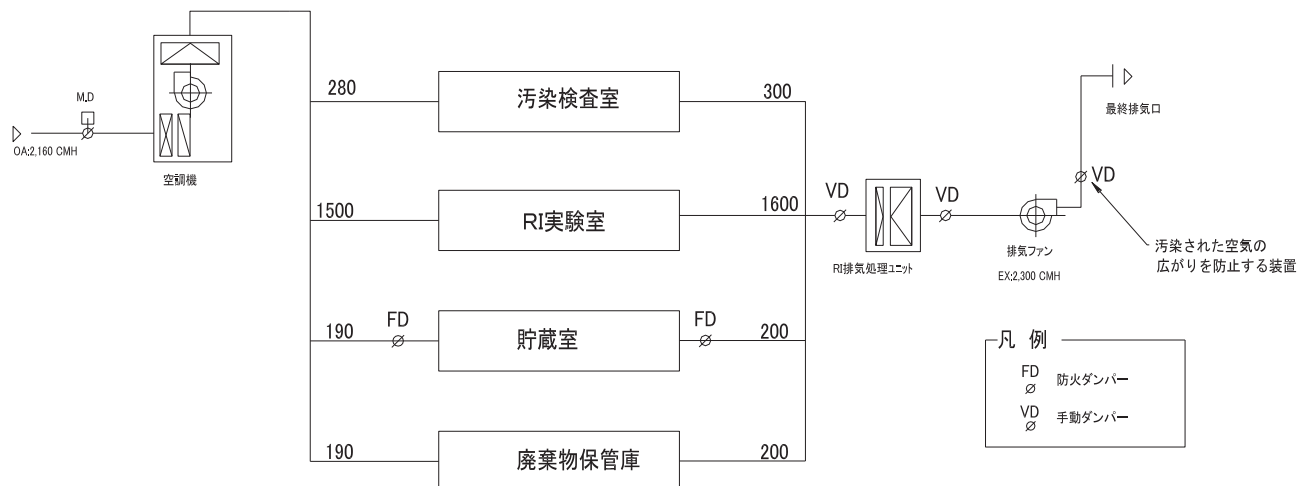 M.D
OA;2,160 CMH
空調機
280
汚染検査室
300
1500
RI実験室
1600
190
FD
貯蔵室
FD
200
190
廃棄物保管庫
200
VD
VD
RI排気処理ユニット
排気ファン
EX;2,300 CMH
最終排気口
VD
汚染された空気の
広がりを防止する装置
凡 例
FD
防火ダンパー
VD
手動ダンパー